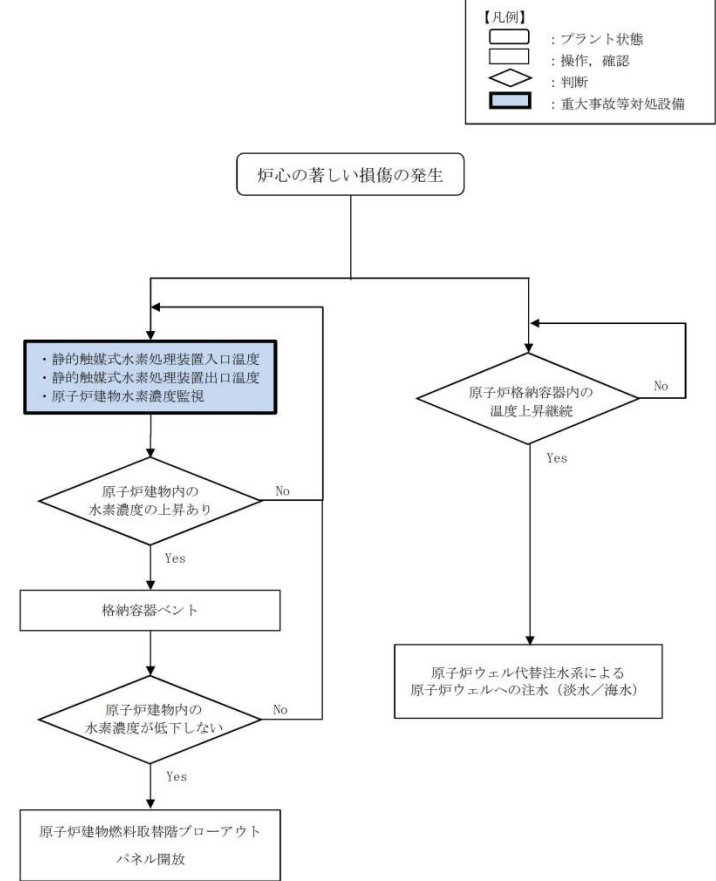 【凡例】
：プラント状態
：操作，確認
：判断
：重大事故等対処設備
炉心の著しい損傷の発生
・静的触媒式水素処理装置入口温度
・静的触媒式水素処理装置出口温度
・原子炉建物水素濃度監視
原子炉建物内の
水素濃度の上昇あり
No
Yes
格納容器ベント
原子炉建物内の
水素濃度が低下しない
No
Yes
原子炉建物燃料取替階ブローアウト
パネル開放
原子炉格納容器内の
温度上昇継続
No
Yes
原子炉ウェル代替注水系による
原子炉ウェルへの注水（淡水／海水）